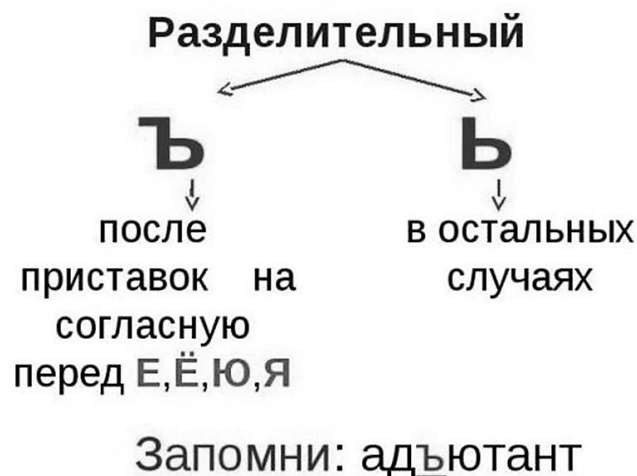 Разделительный
Ъ Ь
после
приставок на
согласную
перед Е,Ё,Ю,Я
в остальных
случаях
Запомни: адъютант